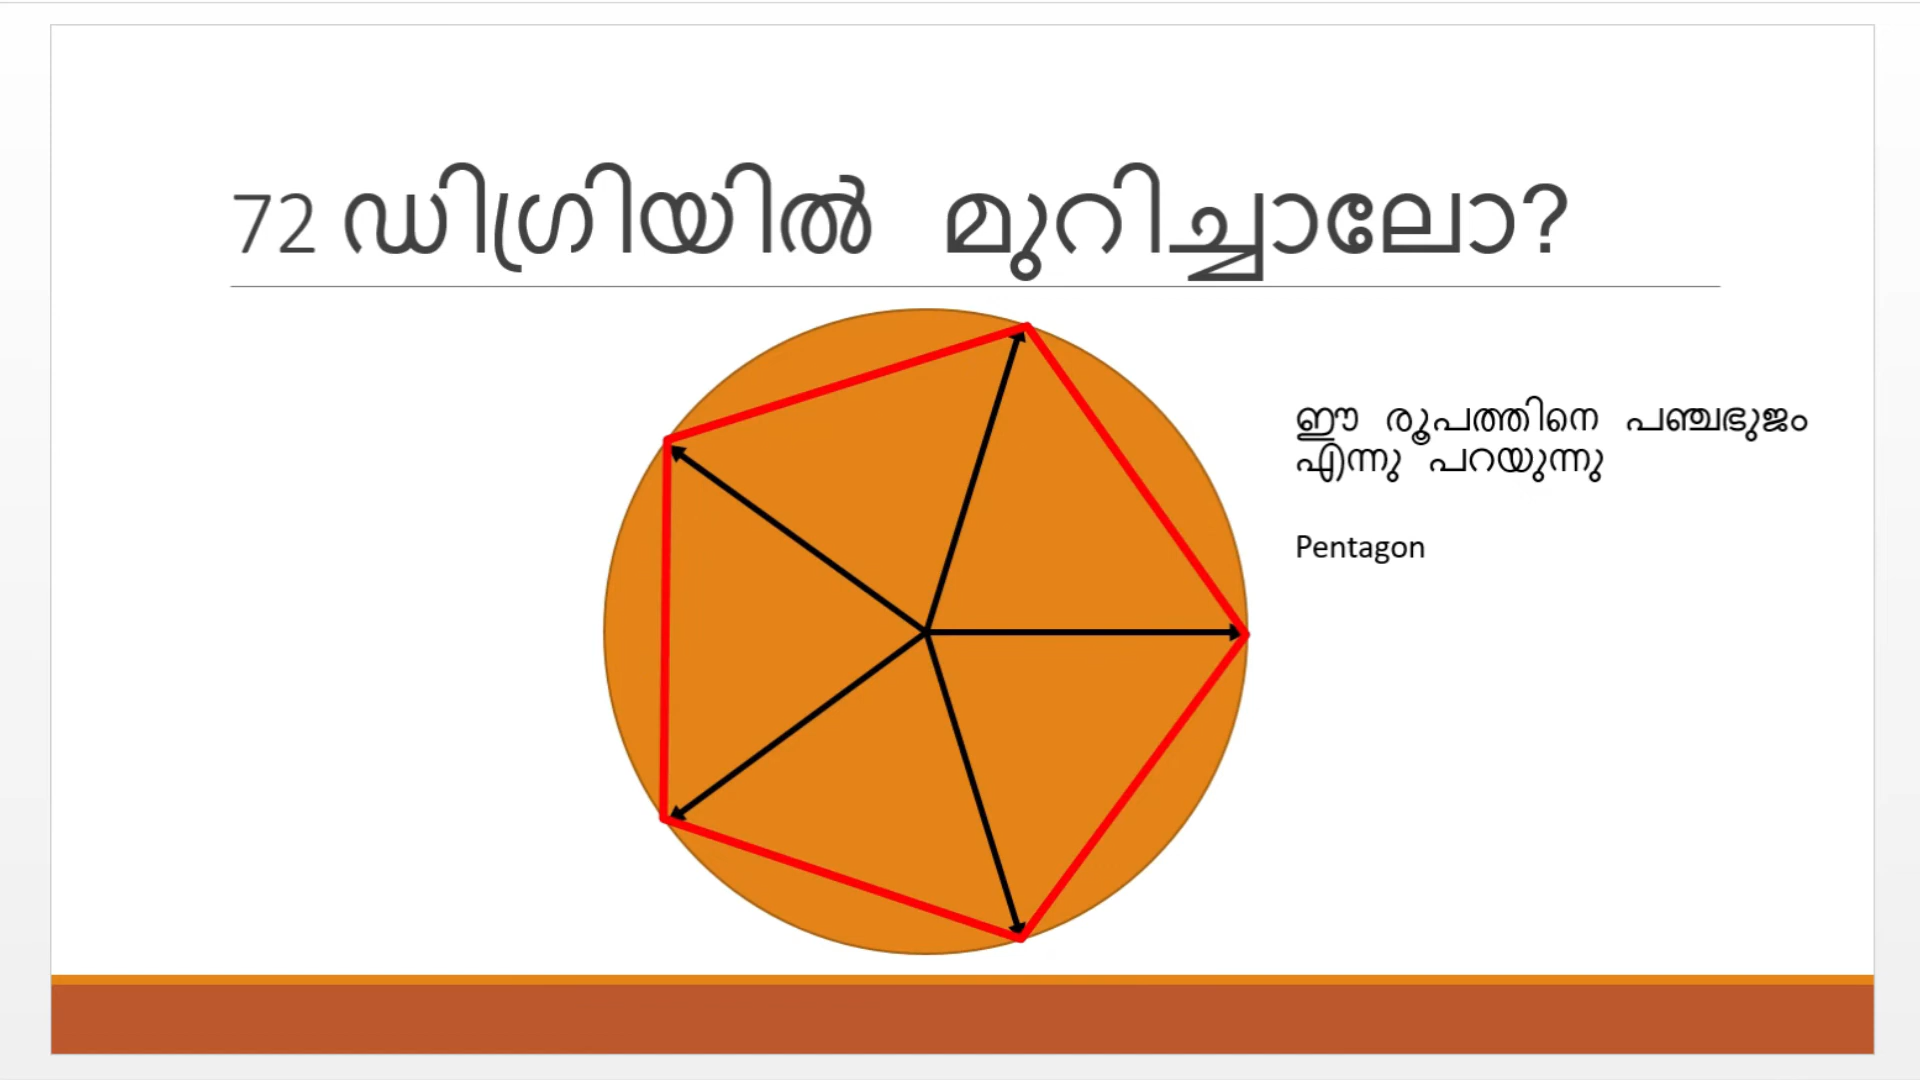 72 ഡിഗ്രിയിൽ മുറിച്ചാലോ?
ഈ രൂപത്തിനെ പഞ്ചഭുജം
എന്നു പറയുന്നു
Pentagon